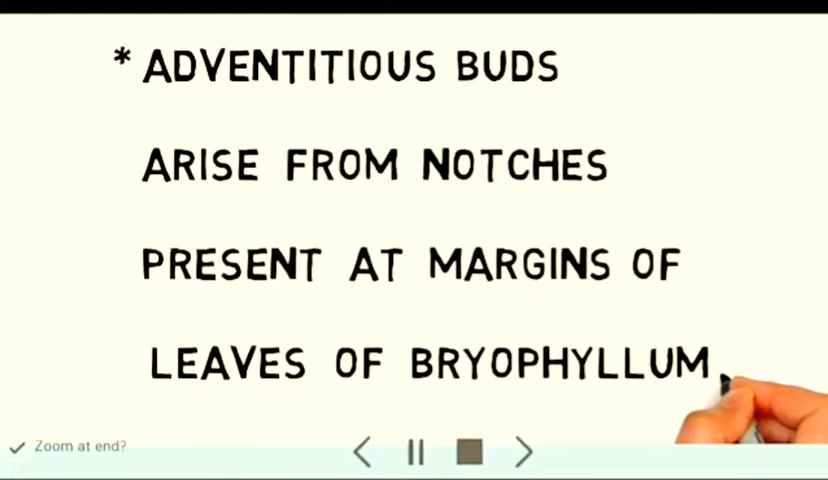 * ADVENTITIOUS BUDS
ARISE FROM NOTCHES
PRESENT AT MARGINS OF
LEAVES OF BRYOPHYLLUM.
Zoom at end?